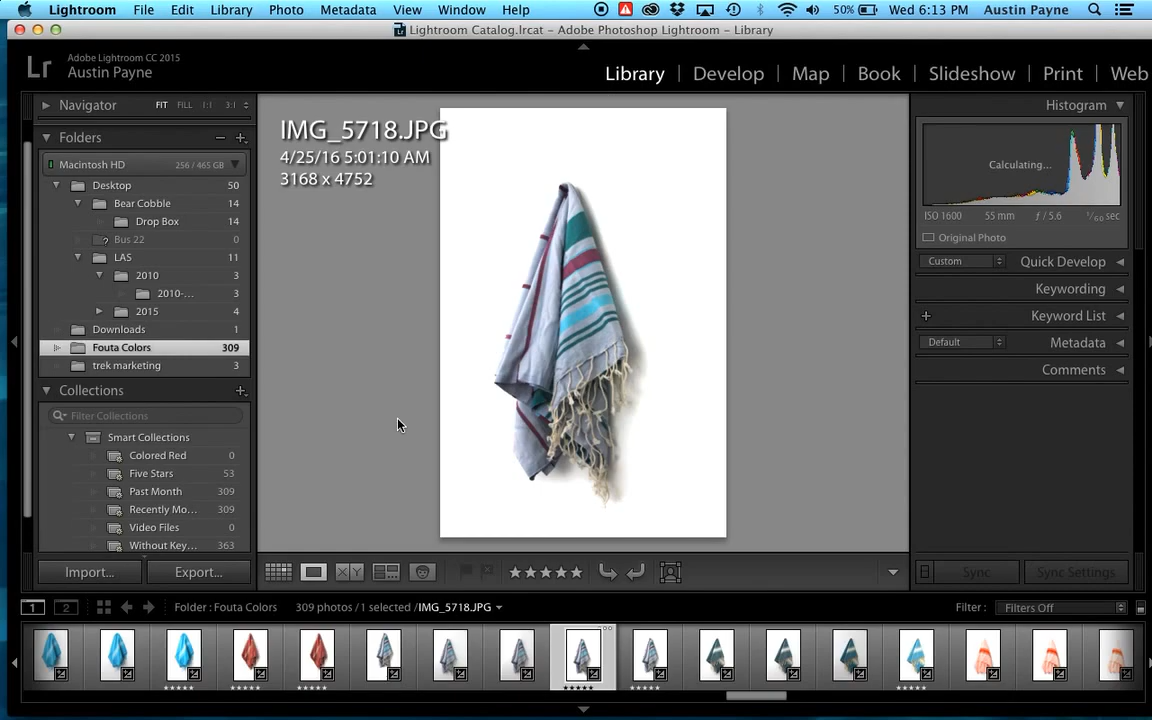 Lightroom File Edit Library Photo Metadata View Window Help 50% Wed 6:13 PM Austin Payne
Lightroom Catalog.lrcat - Adobe Photoshop Lightroom - Library
Lr Adobe Lightroom CC 2015
Austin Payne
Library | Develop | Map | Book | Slideshow | Print | Web
Navigator FIT FILL 1:1 3:1
Folders
Macintosh HD 256 / 465 GB
Desktop 50
Bear Cobble 14
Drop Box 14
Bus 22 0
LAS 11
2010 3
2010-... 3
2015 4
Downloads 1
Fouta Colors 309
trek marketing 3
Collections
Filter Collections
Smart Collections
Colored Red 0
Five Stars 53
Past Month 309
Recently Mo... 309
Video Files 0
Without Key... 363
Import... Export...
IMG_5718.JPG
4/25/16 5:01:10 AM
3168 x 4752
Histogram
Calculating...
ISO 1600 55 mm ƒ / 5.6 1/60 sec
Original Photo
Custom Quick Develop
Keywording
Keyword List
Default Metadata
Comments
Sync Sync Settings
XY
1 2 Folder : Fouta Colors 309 photos / 1 selected / IMG_5718.JPG Filter : Filters Off